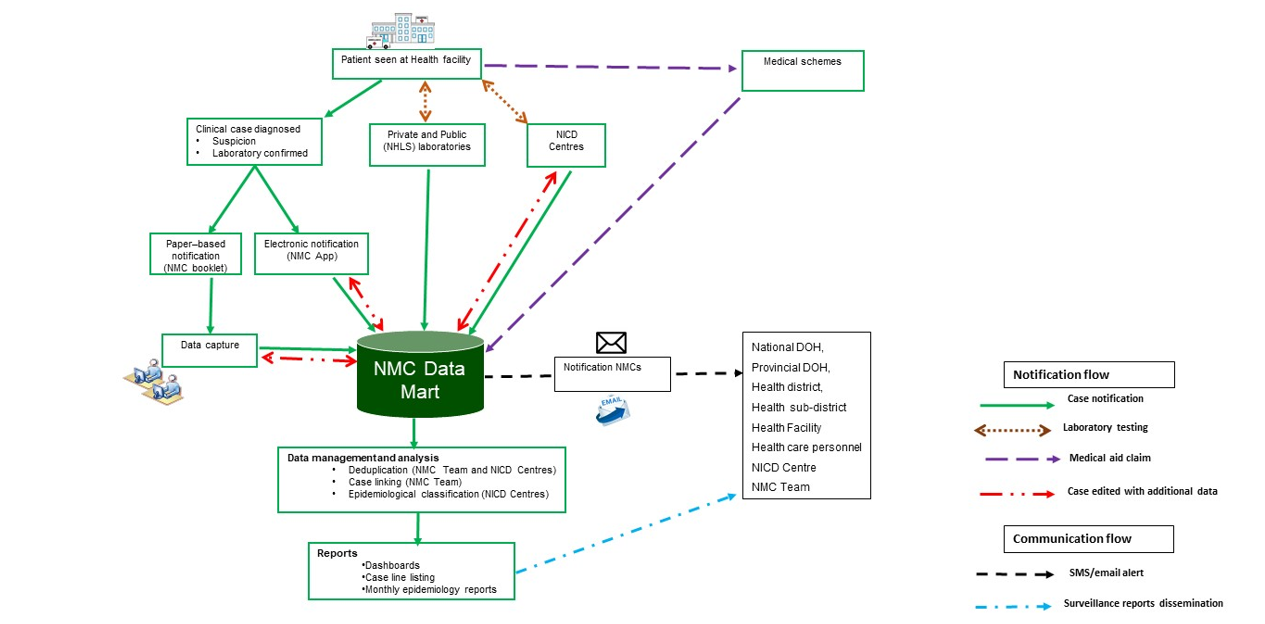 Patient seen at Health facility
Medical schemes
Clinical case diagnosed
• Suspicion
• Laboratory confirmed
Private and Public
(NHLS) laboratories
NICD
Centres
Paper–based
notification
(NMC booklet)
Electronic notification
(NMC App)
Data capture
NMC Data
Mart
Notification NMCs
EMAIL
National DOH,
Provincial DOH,
Health district,
Health sub-district
Health Facility
Health care personnel
NICD Centre
NMC Team
Data management and analysis
• Deduplication (NMC Team and NICD Centres)
• Case linking (NMC Team)
• Epidemiological classification (NICD Centres)
Reports
•Dashboards
•Case line listing
•Monthly epidemiology reports
Notification flow
Case notification
Laboratory testing
Medical aid claim
Case edited with additional data
Communication flow
SMS/email alert
Surveillance reports dissemination